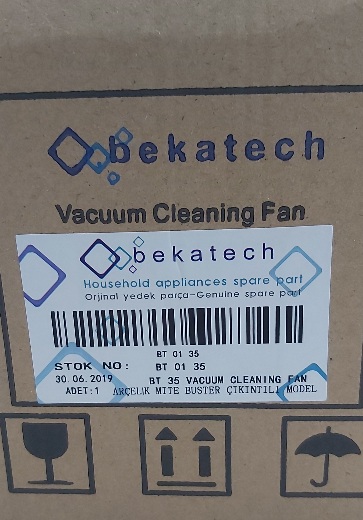 bekatech
Vacuum Cleaning Fan
bekatech
Household appliances spare part
Orjinal yedek parça-Genuine spare part
BT 01 35
STOK NO: BT 01 35
30.06.2019 BT 35 VACUUM CLEANING FAN
ADET:1 ARÇELİK MITE BUSTER ÇIKINTILI MODEL